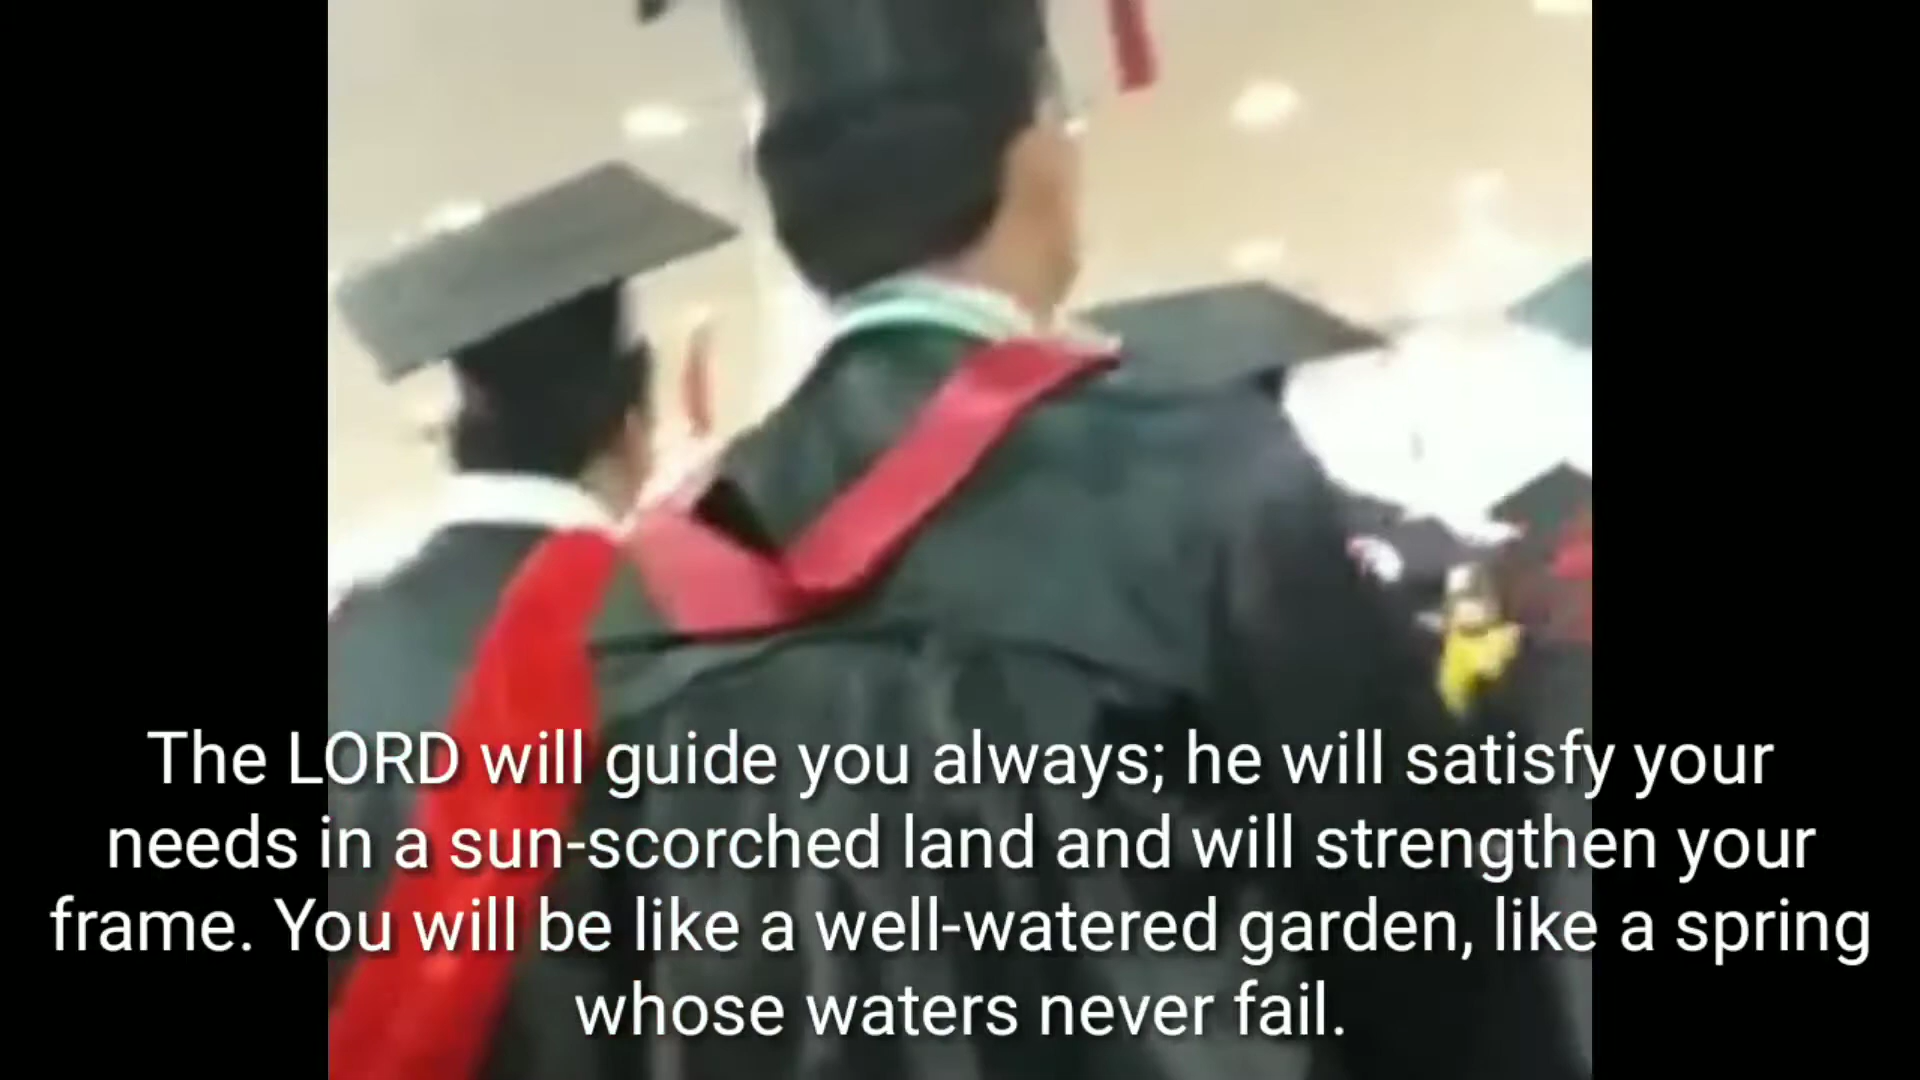 The LORD will guide you always; he will satisfy your
needs in a sun-scorched land and will strengthen your
frame. You will be like a well-watered garden, like a spring
whose waters never fail.